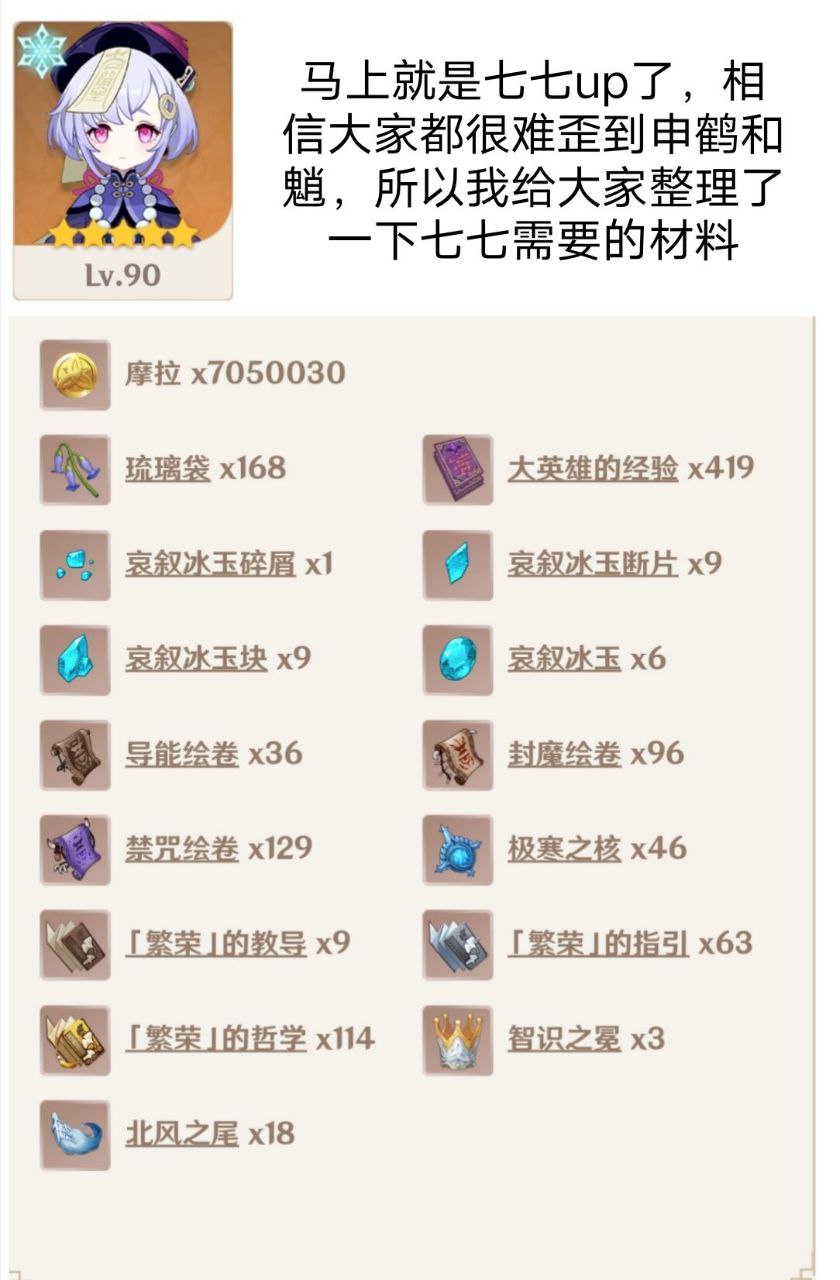 马上就是七七up了，相
信大家都很难歪到申鹤和
魈，所以我给大家整理了
一下七七需要的材料
Lv.90
摩拉 x7050030
琉璃袋 x168
大英雄的经验 x419
哀叙冰玉碎屑 x1
哀叙冰玉断片 x9
哀叙冰玉块 x9
哀叙冰玉 x6
导能绘卷 x36
封魔绘卷 x96
禁咒绘卷 x129
极寒之核 x46
「繁荣」的教导 x9
「繁荣」的指引 x63
「繁荣」的哲学 x114
智识之冕 x3
北风之尾 x18